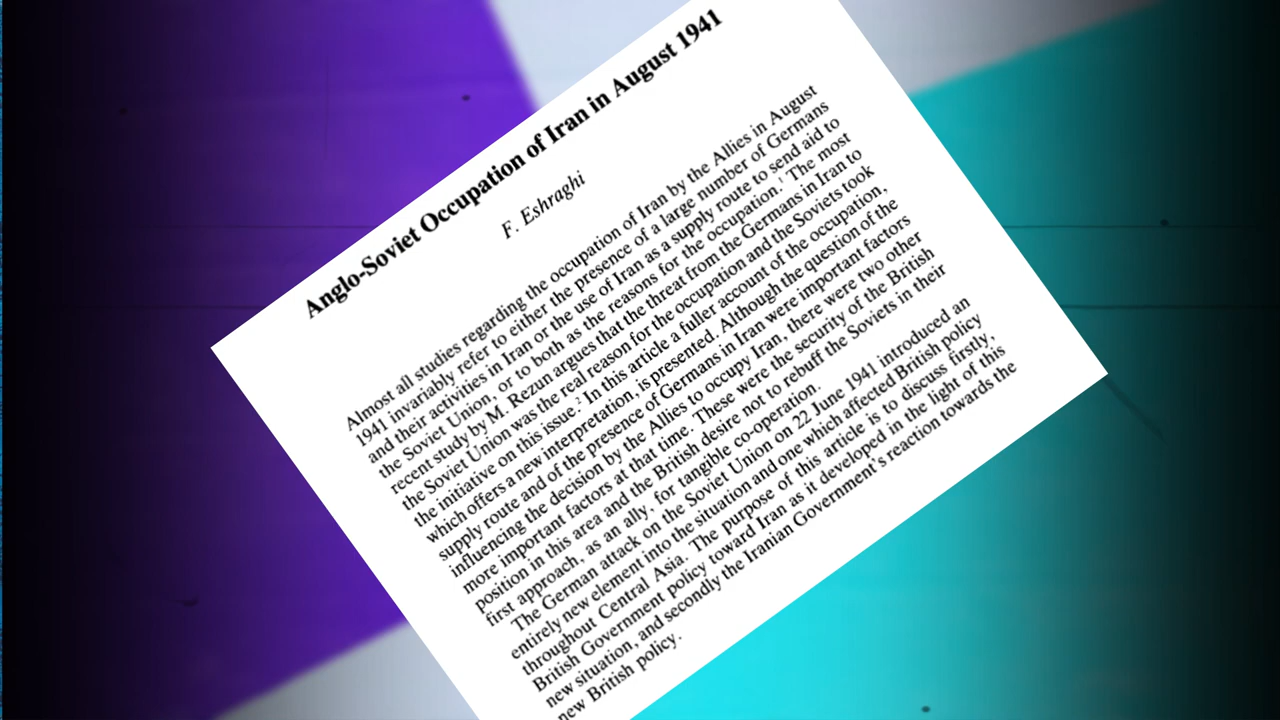 Anglo-Soviet Occupation of Iran in August 1941
F. Eshraghi
Almost all studies regarding the occupation of Iran by the Allies in August
1941 invariably refer to either the presence of a large number of Germans
and their activities in Iran or the use of Iran as a supply route to send aid to
the Soviet Union, or to both as the reasons for the occupation.¹ The most
recent study by M. Rezun argues that the threat from the Germans in Iran to
the Soviet Union was the real reason for the occupation and the Soviets took
the initiative on this issue.² In this article a fuller account of the occupation,
which offers a new interpretation, is presented. Although the question of the
supply route and of the presence of Germans in Iran were important factors
influencing the decision by the Allies to occupy Iran, there were two other
more important factors at that time. These were the security of the British
position in this area and the British desire not to rebuff the Soviets in their
first approach, as an ally, for tangible co-operation.
The German attack on the Soviet Union on 22 June 1941 introduced an
entirely new element into the situation and one which affected British policy
throughout Central Asia. The purpose of this article is to discuss firstly,
British Government policy toward Iran as it developed in the light of this
new situation, and secondly the Iranian Government's reaction towards the
new British policy.